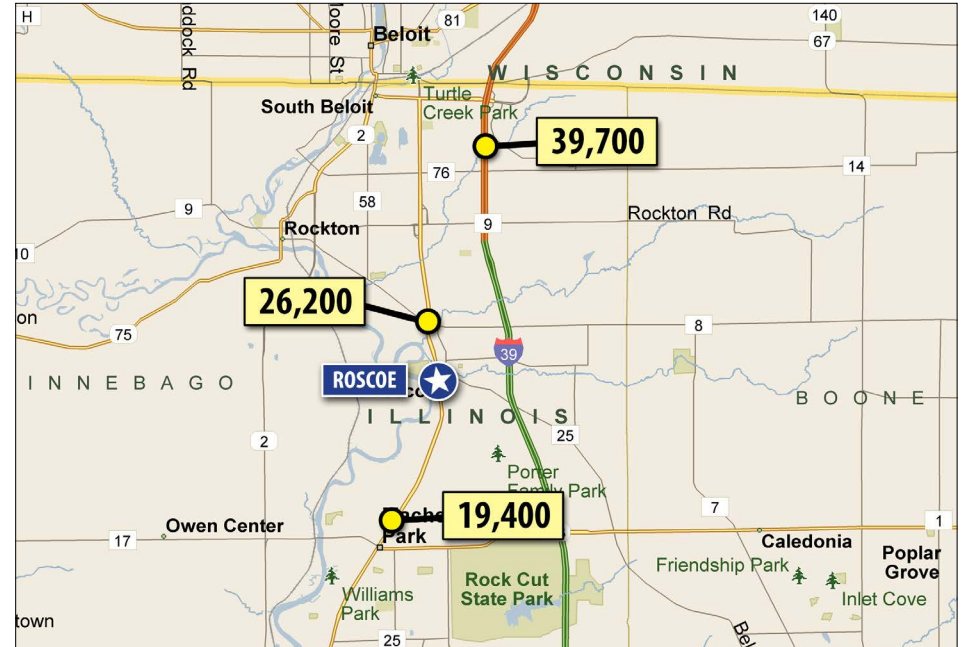 H
81
140
67
ddock Rd
oore St
Beloit
WISCONSIN
South Beloit
Turtle
Creek Park
2
39,700
76
14
58
9
Rockton Rd
9
Rockton
10
26,200
on
75
8
39
ROSCOE
INNEBAGO
BOONE
ILLINOIS
2
25
Porter
Family Park
19,400
Park
7
1
Owen Center
17
Caledonia
Poplar
Grove
Friendship Park
Inlet Cove
Rock Cut
State Park
Williams
Park
town
25
Bel